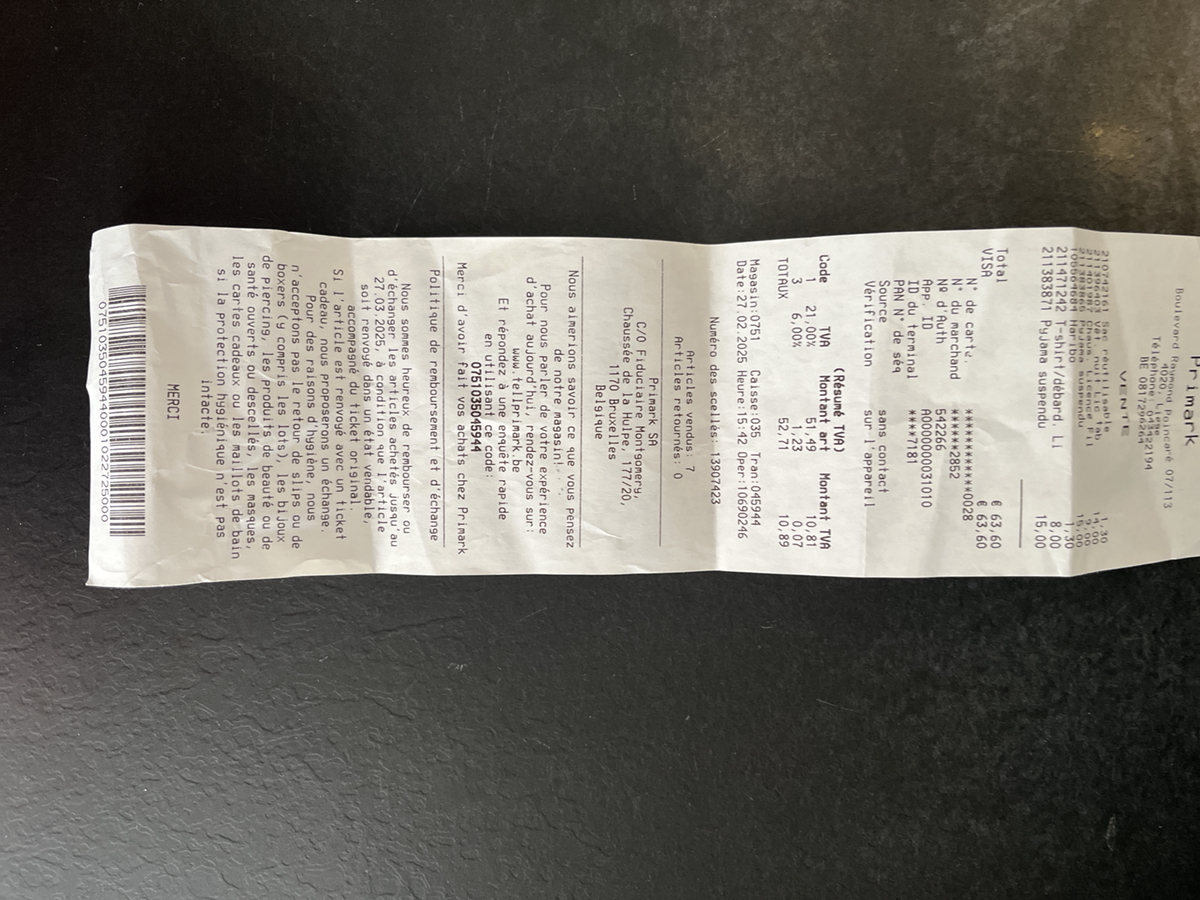 Primark
Boulevard Raymond Poincaré 07/113
4020 Liège
Téléphone: 042922194
BE 0817296264
VENTE
210742161 Sac réutilisable 1,30
14,00
9,00
Pyjama suspendu 15,00
Haribo 1,30
211471242 T-shirt/débard. Li 8,00
211383871 Pyjama suspendu 15,00
Total € 63,60
VISA € 63,60
N° de carte. ************0028
N° du marchand ******2852
N° d'Auth 542266
App. ID A0000000031010
ID du terminal ****7181
PAN N° de séq
Source sans contact
Vérification sur l'appareil
(Résumé TVA)
Code TVA Montant art Montant TVA
1 21,00% 51,49 10,81
3 6,00% 1,23 0,07
TOTAUX 52,71 10,89
Magasin:0751 Caisse:035 Tran:045944
Date:27.02.2025 Heure:15:42 Oper:10690246
Numéro des scellés: 13907423
Articles vendus: 7
Articles retournés: 0
Primark SA
C/O Fiduciaire Montgomery,
Chaussée de la Hulpe, 177/20,
1170 Bruxelles
Belgique
Nous aimerions savoir ce que vous pensez
de notre magasin!
Pour nous parler de votre expérience
d'achat aujourd'hui, rendez-vous sur:
www.tellprimark.be
Et répondez à une enquête rapide
en utilisant ce code:
075103504594
Merci d'avoir fait vos achats chez Primark
Politique de remboursement et d'échange
Nous sommes heureux de rembourser ou
d'échanger les articles achetés jusqu'au
27.03.2025, à condition que l'article
soit renvoyé dans un état vendable,
accompagné du ticket original.
Si l'article est renvoyé avec un ticket
cadeau, nous proposerons un échange.
Pour des raisons d'hygiène, nous
n'acceptons pas le retour de slips ou de
boxers (y compris les lots), les bijoux
de piercing, les produits de beauté ou de
santé ouverts ou descellés, les masques,
les cartes cadeaux ou les maillots de bain
si la protection hygiénique n'est pas
intacte.
MERCI
0751035045944000102272500​0